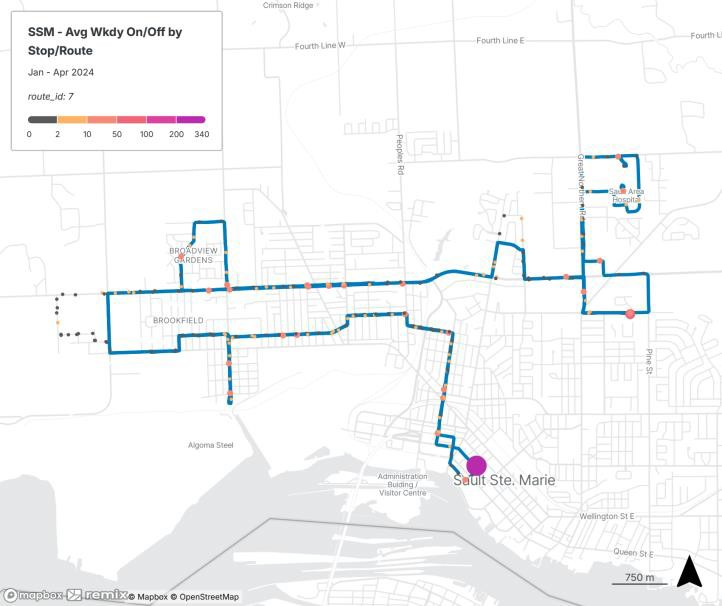 Crimson Ridge
SSM - Avg Wkdy On/Off by
Stop/Route
Jan - Apr 2024
route_id: 7
0 2 10 50 100 200 340
Fourth Line W
Fourth Line E
Peoples Rd
Great Northern R
Sault Area
Hospital
BROADVIEW
GARDENS
BROOKFIELD
Pine St
Algoma Steel
Administration
Building /
Visitor Centre
Sault Ste. Marie
Wellington St E
Queen St E
750 m
mapbox remix © Mapbox © OpenStreetMap